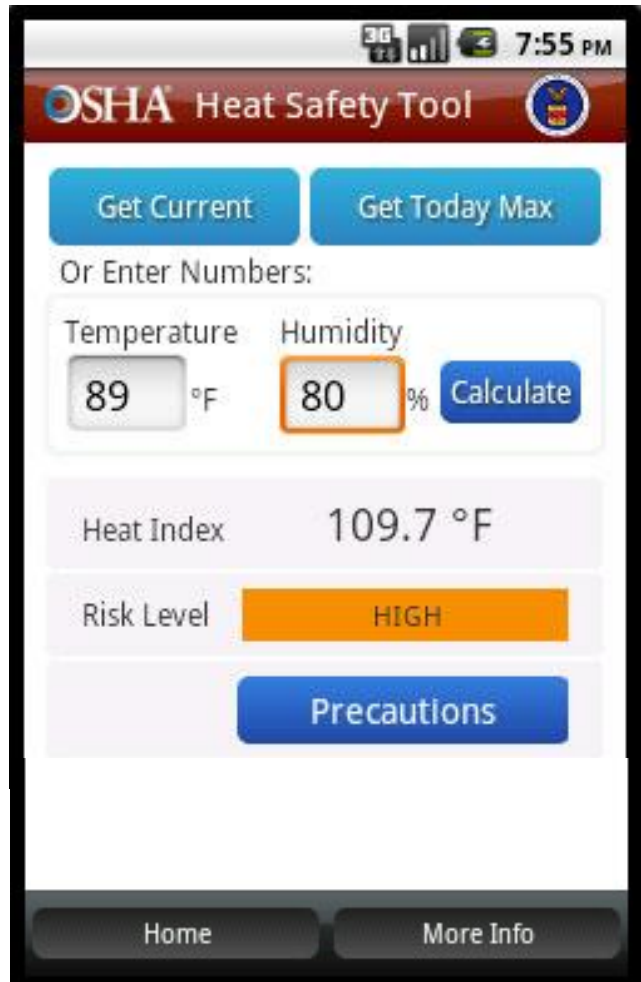 3G 7:55 PM
OSHA® Heat Safety Tool
Get Current Get Today Max
Or Enter Numbers:
Temperature Humidity
89 °F 80 % Calculate
Heat Index 109.7 °F
Risk Level HIGH
Precautions
Home More Info